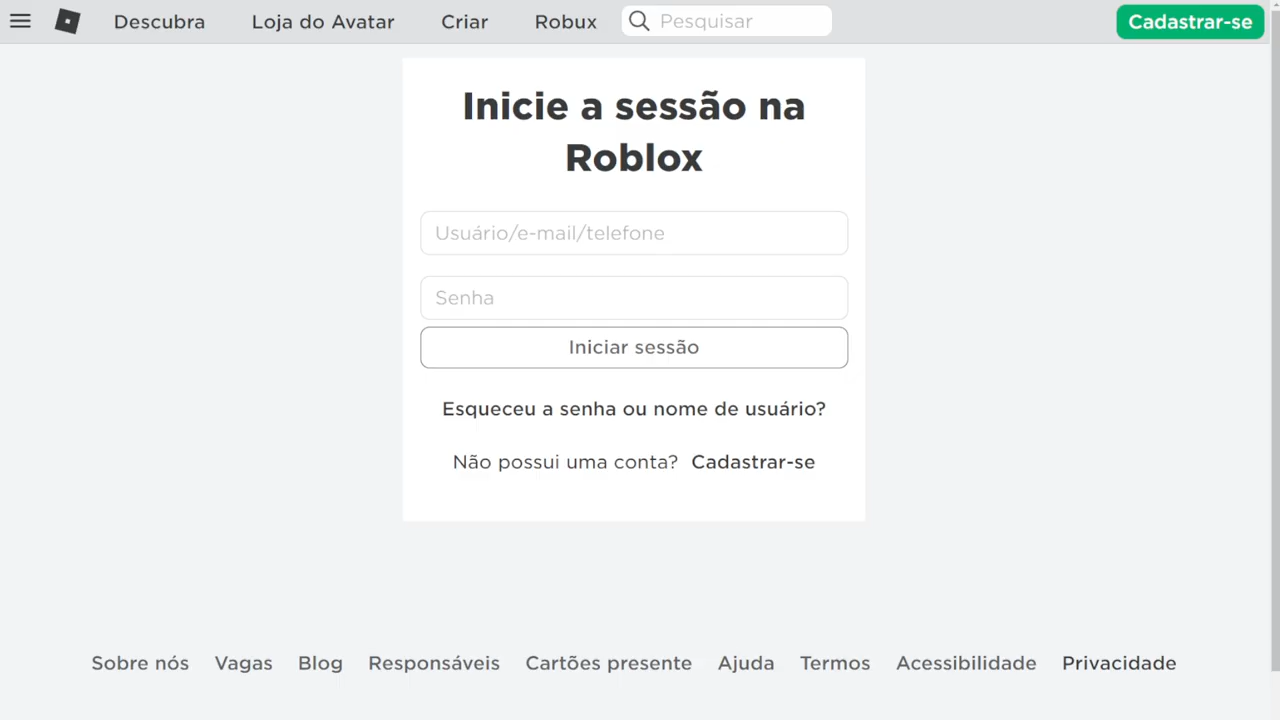 Descubra Loja do Avatar Criar Robux Pesquisar Cadastrar-se
Inicie a sessão na
Roblox
Usuário/e-mail/telefone
Senha
Iniciar sessão
Esqueceu a senha ou nome de usuário?
Não possui uma conta? Cadastrar-se
Sobre nós Vagas Blog Responsáveis Cartões presente Ajuda Termos Acessibilidade Privacidade